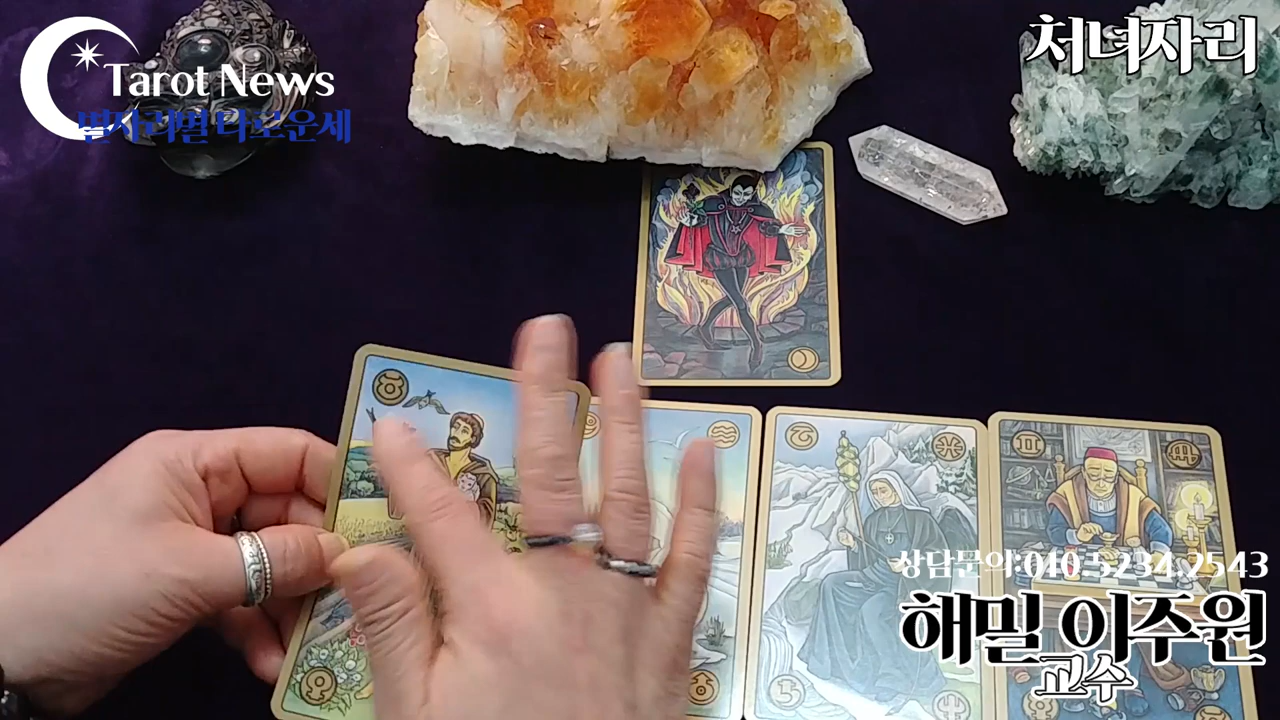 Tarot News
별자리별 타로운세
처녀자리
상담문의:010.5234.2543
해밀 이주원
교수